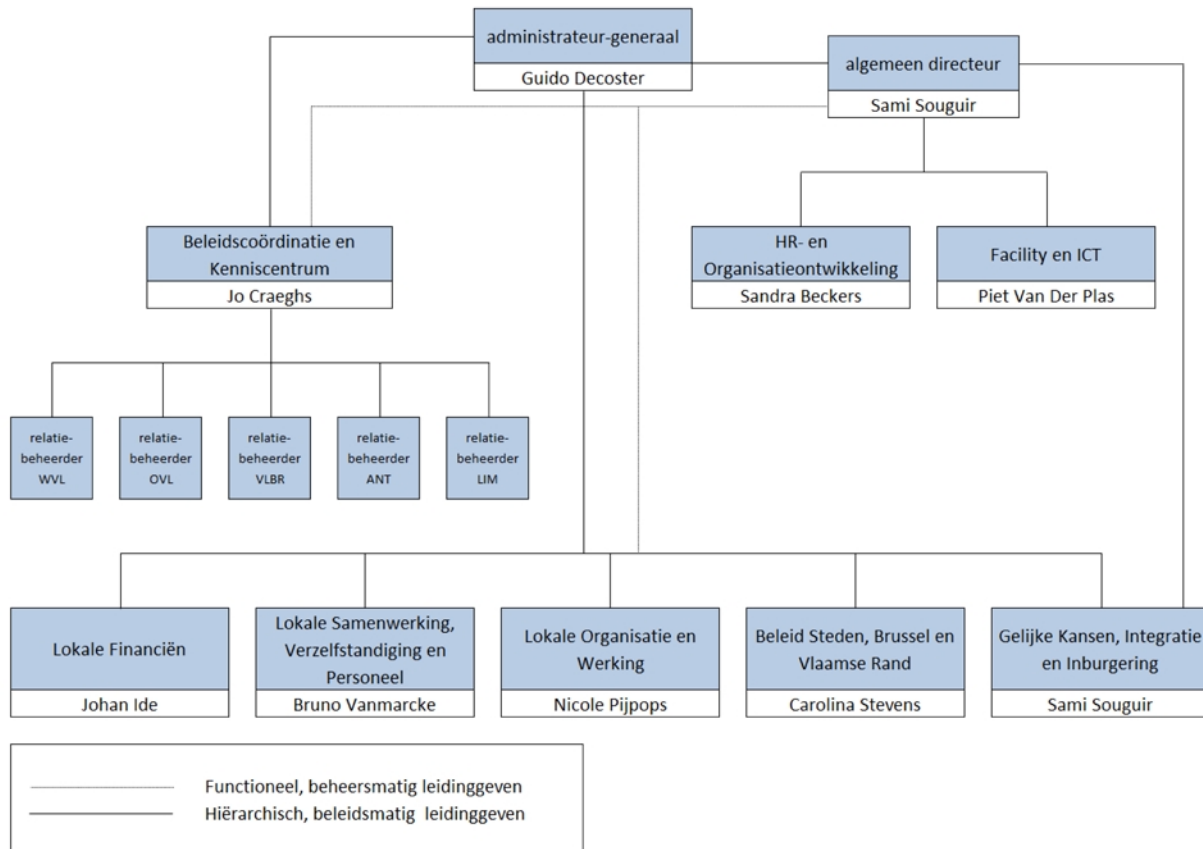 administrateur-generaal
Guido Decoster
algemeen directeur
Sami Souguir
Beleidscoördinatie en
Kenniscentrum
Jo Craeghs
HR- en
Organisatieontwikkeling
Sandra Beckers
Facility en ICT
Piet Van Der Plas
relatie-
beheerder
WVL
relatie-
beheerder
OVL
relatie-
beheerder
VLBR
relatie-
beheerder
ANT
relatie-
beheerder
LIM
Lokale Financiën
Johan Ide
Lokale Samenwerking,
Verzelfstandiging en
Personeel
Bruno Vanmarcke
Lokale Organisatie en
Werking
Nicole Pijpops
Beleid Steden, Brussel en
Vlaamse Rand
Carolina Stevens
Gelijke Kansen, Integratie
en Inburgering
Sami Souguir
Functioneel, beheersmatig leidinggeven
Hiërarchisch, beleidsmatig leidinggeven